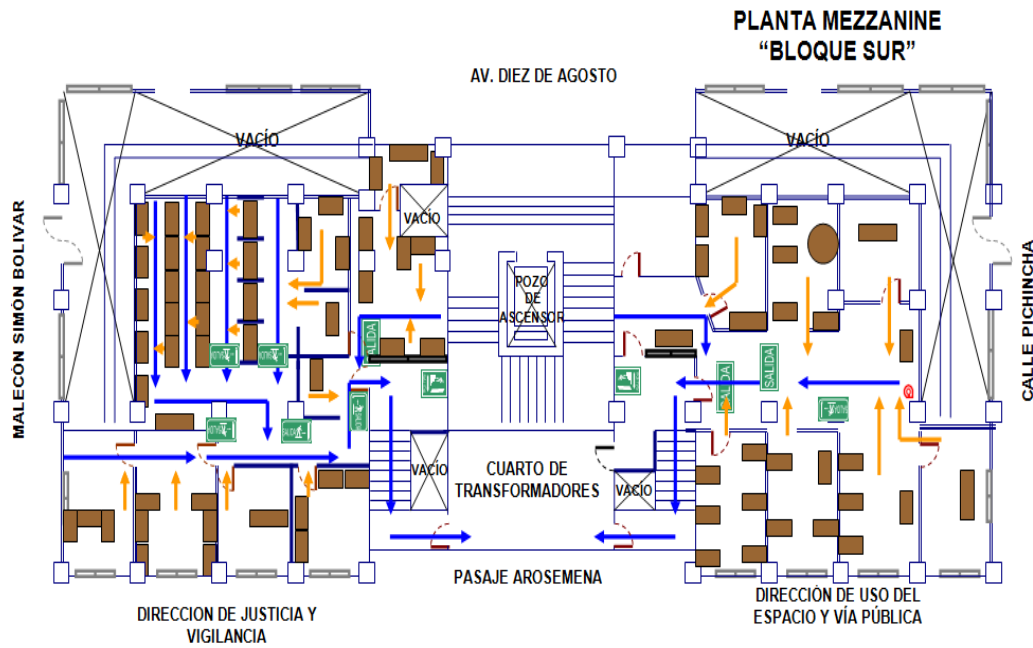 PLANTA MEZZANINE
“BLOQUE SUR”
AV. DIEZ DE AGOSTO
VACÍO
VACÍO
VACÍO
MALECÓN SIMÓN BOLIVAR
CALLE PICHINCHA
POZO
DE
ASCENSOR
SALIDA
SALIDA
SALIDA
SALIDA
SALIDA
VACÍO
CUARTO DE
TRANSFORMADORES
VACÍO
PASAJE AROSEMENA
DIRECCION DE JUSTICIA Y
VIGILANCIA
DIRECCIÓN DE USO DEL
ESPACIO Y VÍA PÚBLICA